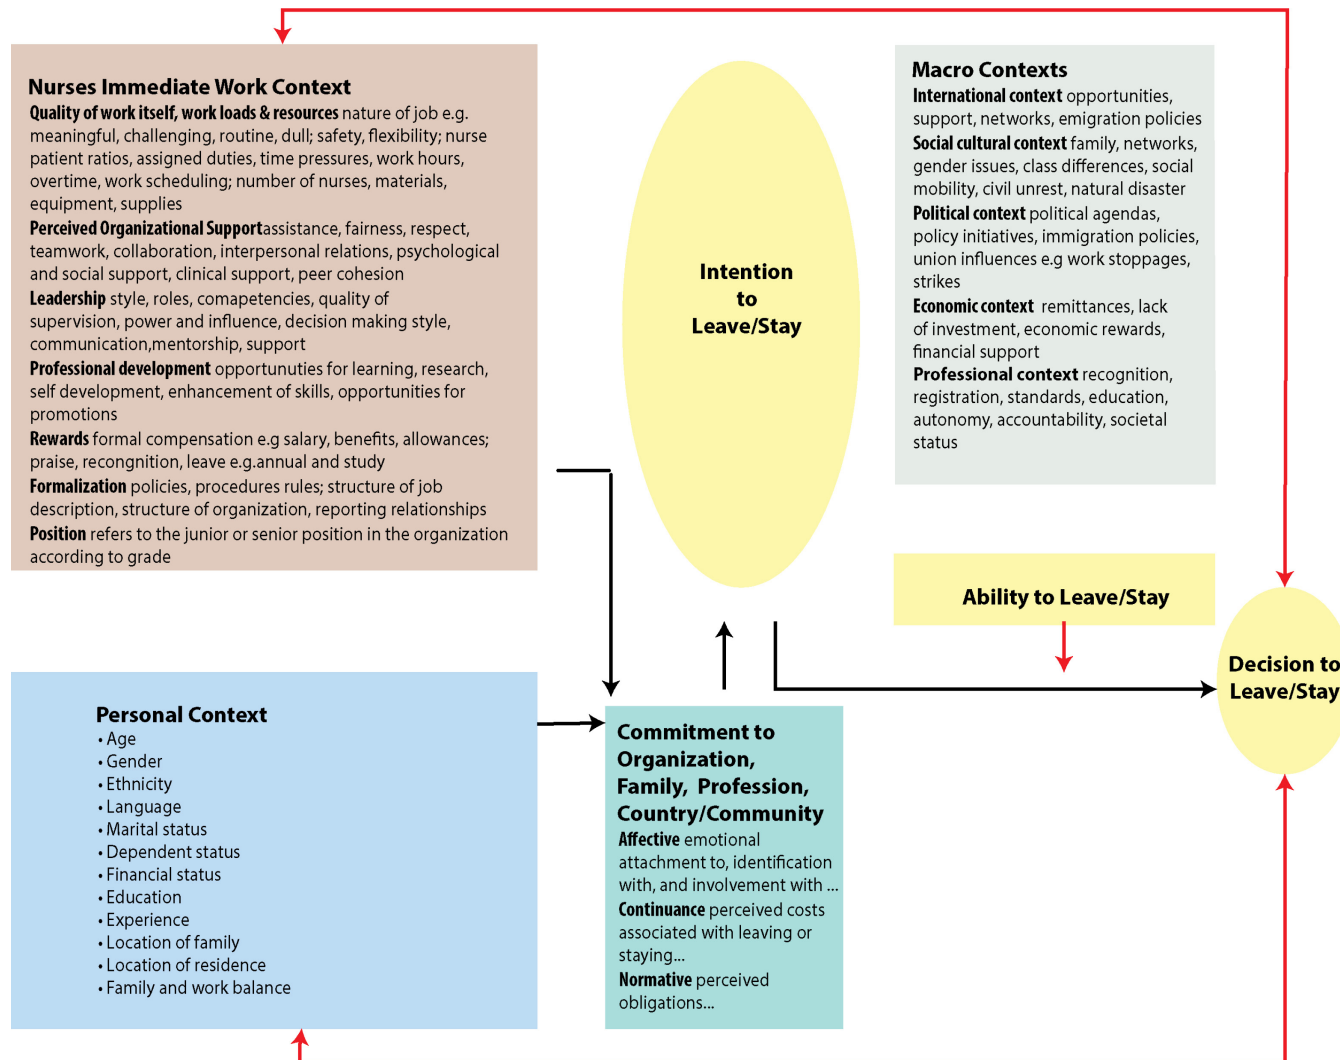 Nurses Immediate Work Context
Quality of work itself, work loads & resources nature of job e.g.
meaningful, challenging, routine, dull; safety, flexibility; nurse
patient ratios, assigned duties, time pressures, work hours,
overtime, work scheduling; number of nurses, materials,
equipment, supplies
Perceived Organizational Supportassistance, fairness, respect,
teamwork, collaboration, interpersonal relations, psychological
and social support, clinical support, peer cohesion
Leadership style, roles, comapetencies, quality of
supervision, power and influence, decision making style,
communication,mentorship, support
Professional development opportunuties for learning, research,
self development, enhancement of skills, opportunities for
promotions
Rewards formal compensation e.g salary, benefits, allowances;
praise, recongnition, leave e.g.annual and study
Formalization policies, procedures rules; structure of job
description, structure of organization, reporting relationships
Position refers to the junior or senior position in the organization
according to grade
Intention
to
Leave/Stay
Macro Contexts
International context opportunities,
support, networks, emigration policies
Social cultural context family, networks,
gender issues, class differences, social
mobility, civil unrest, natural disaster
Political context political agendas,
policy initiatives, immigration policies,
union influences e.g work stoppages,
strikes
Economic context remittances, lack
of investment, economic rewards,
financial support
Professional context recognition,
registration, standards, education,
autonomy, accountability, societal
status
Ability to Leave/Stay
Decision to
Leave/Stay
Personal Context
• Age
• Gender
• Ethnicity
• Language
• Marital status
• Dependent status
• Financial status
• Education
• Experience
• Location of family
• Location of residence
• Family and work balance
Commitment to
Organization,
Family, Profession,
Country/Community
Affective emotional
attachment to, identification
with, and involvement with ...
Continuance perceived costs
associated with leaving or
staying...
Normative perceived
obligations...